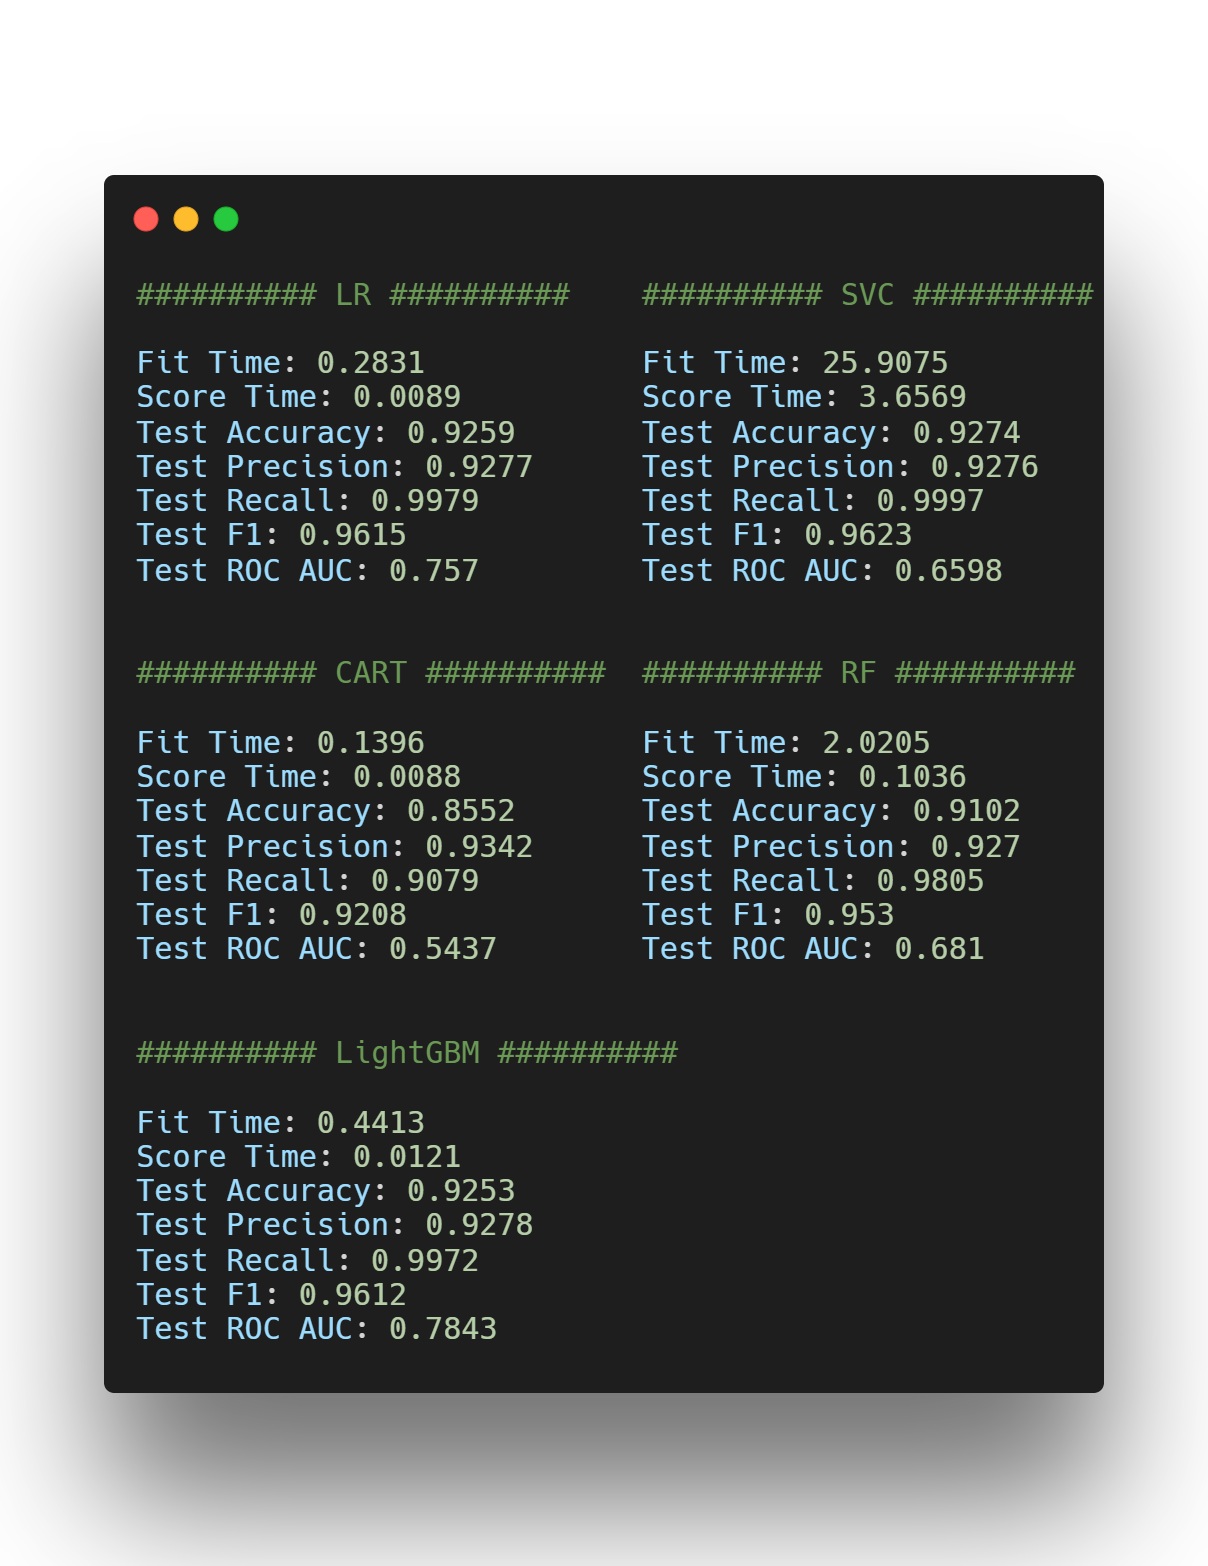 ########## LR ##########
Fit Time: 0.2831
Score Time: 0.0089
Test Accuracy: 0.9259
Test Precision: 0.9277
Test Recall: 0.9979
Test F1: 0.9615
Test ROC AUC: 0.757
########## SVC ##########
Fit Time: 25.9075
Score Time: 3.6569
Test Accuracy: 0.9274
Test Precision: 0.9276
Test Recall: 0.9997
Test F1: 0.9623
Test ROC AUC: 0.6598
########## CART ##########
Fit Time: 0.1396
Score Time: 0.0088
Test Accuracy: 0.8552
Test Precision: 0.9342
Test Recall: 0.9079
Test F1: 0.9208
Test ROC AUC: 0.5437
########## RF ##########
Fit Time: 2.0205
Score Time: 0.1036
Test Accuracy: 0.9102
Test Precision: 0.927
Test Recall: 0.9805
Test F1: 0.953
Test ROC AUC: 0.681
########## LightGBM ##########
Fit Time: 0.4413
Score Time: 0.0121
Test Accuracy: 0.9253
Test Precision: 0.9278
Test Recall: 0.9972
Test F1: 0.9612
Test ROC AUC: 0.7843